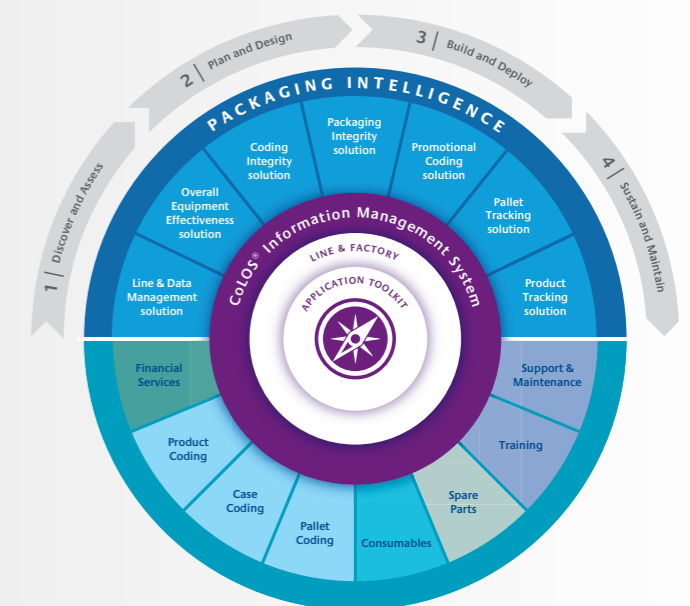 1 | Discover and Assess
2 | Plan and Design
3 | Build and Deploy
4 | Sustain and Maintain
PACKAGING INTELLIGENCE
Line & Data
Management
solution
Overall
Equipment
Effectiveness
solution
Coding
Integrity
solution
Packaging
Integrity
solution
Promotional
Coding
solution
Pallet
Tracking
solution
Product
Tracking
solution
CoLOS® Information Management System
LINE & FACTORY
APPLICATION TOOLKIT
Financial
Services
Product
Coding
Case
Coding
Pallet
Coding
Consumables
Spare
Parts
Training
Support &
Maintenance